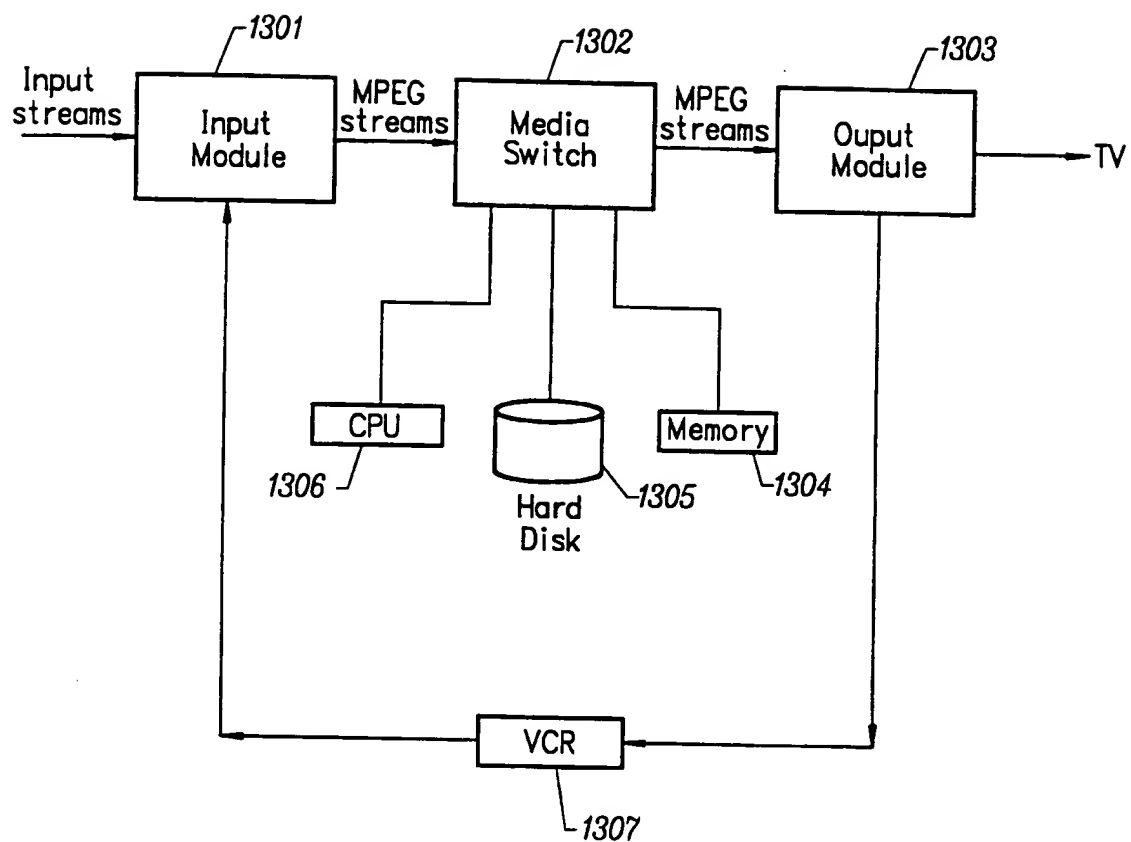 1301
1302
1303
Input
streams
Input
Module
MPEG
streams
Media
Switch
MPEG
streams
Ouput
Module
TV
CPU
1306
Hard
Disk
1305
Memory
1304
VCR
1307